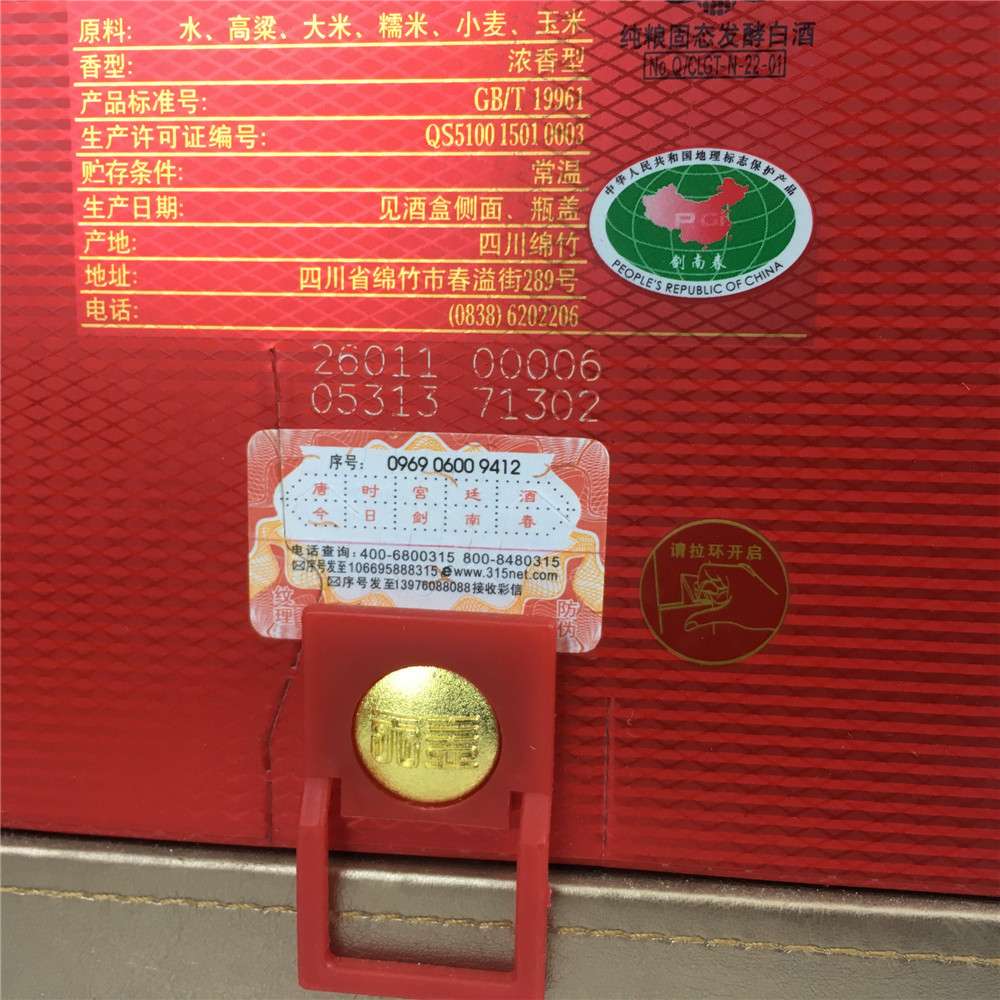 原料: 水、高粱、大米、糯米、小麦、玉米
香型: 浓香型
产品标准号: GB/T 19961
生产许可证编号: QS5100 1501 0003
贮存条件: 常温
生产日期: 见酒盒侧面、瓶盖
产地: 四川绵竹
地址: 四川省绵竹市春溢街289号
电话: (0838) 6202206
纯粮固态发酵白酒
No.Q/CLGT-N-22-01
中华人民共和国地理标志保护产品
PGI
剑南春
PEOPLE'S REPUBLIC OF CHINA
26011 00006
05313 71302
序号: 0969 0600 9412
唐时宫廷酒
今日剑南春
电话查询: 400-6800315 800-8480315
序号发至106695888315 www.315net.com
序号发至13976088088接收彩信
纹理
防伪
请拉环开启